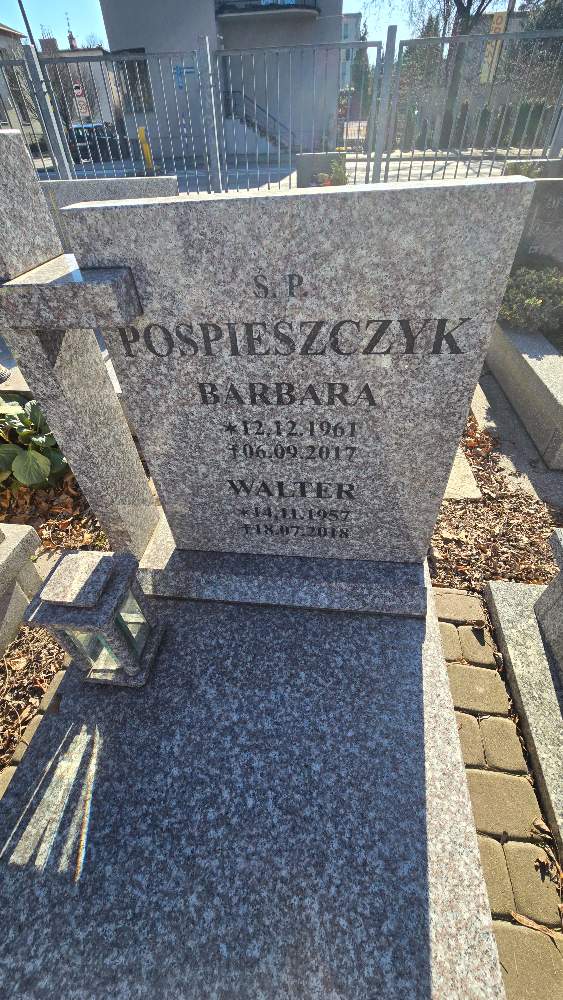 S. P.
POSPIESZCZYK
BARBARA
*12.12.1961
†06.09.2017
WALTER
*14.11.1957
†18.07.2018